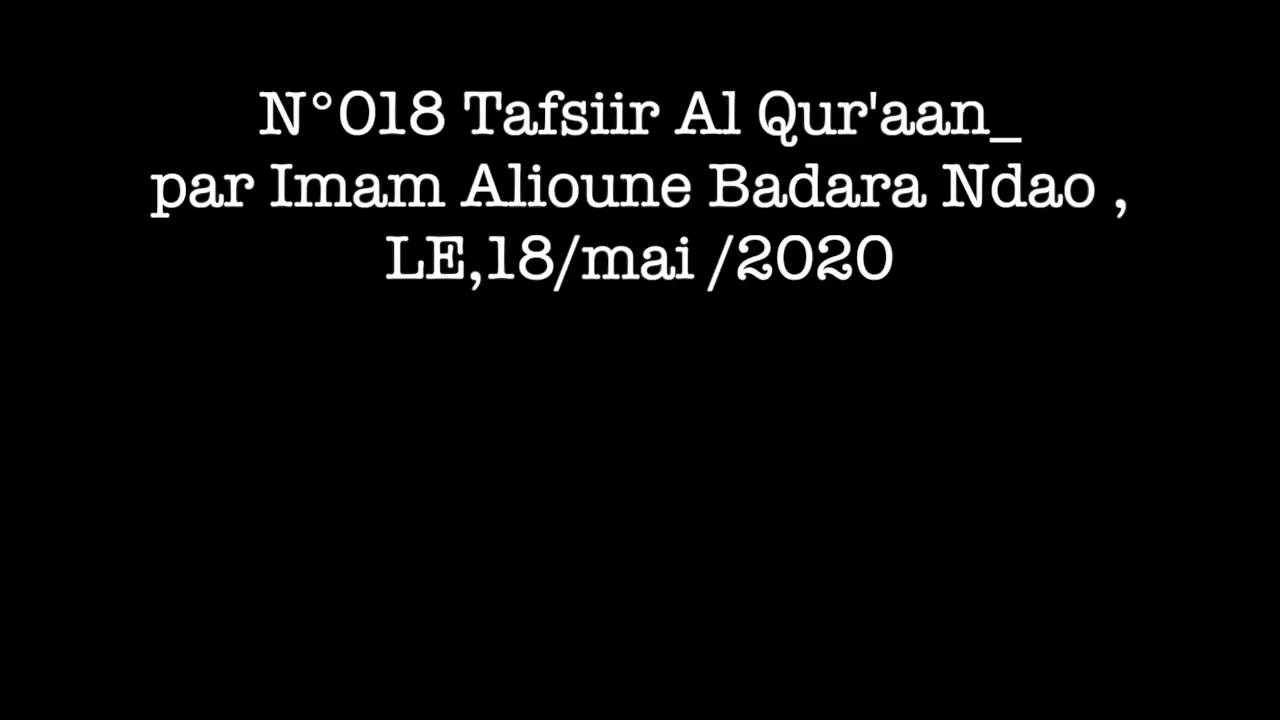 N°018 Tafsiir Al Qur'aan_
par Imam Alioune Badara Ndao ,
LE,18/mai /2020